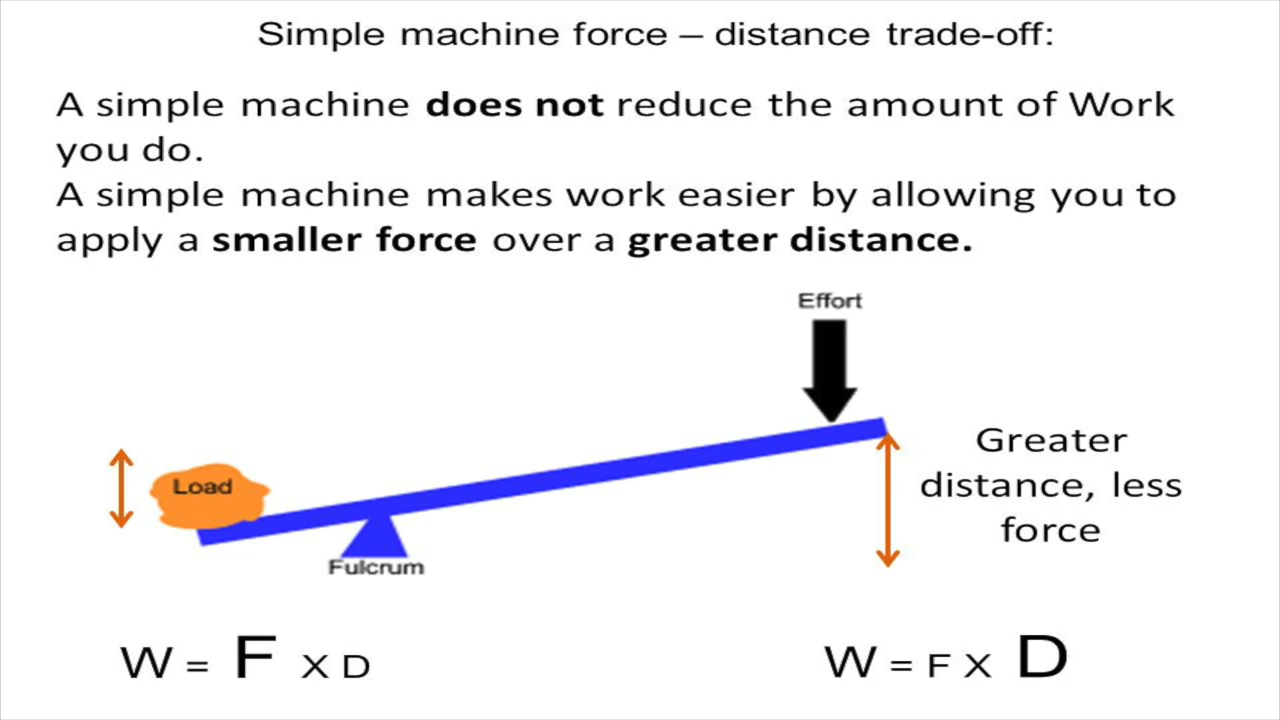 Simple machine force – distance trade-off:
A simple machine does not reduce the amount of Work
you do.
A simple machine makes work easier by allowing you to
apply a smaller force over a greater distance.
Effort
Load
Fulcrum
Greater
distance, less
force
W = F X D
W = F X D